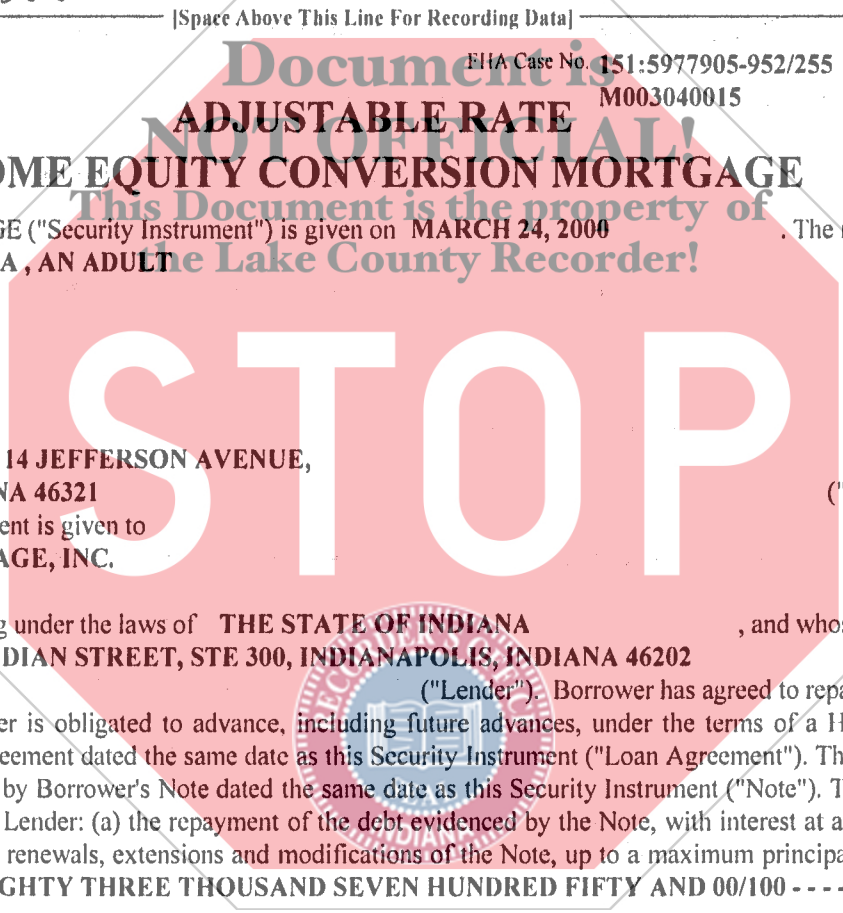 [Space Above This Line For Recording Data]
Document is
FHA Case No. 151:5977905-952/255
M003040015
ADJUSTABLE RATE
NOT OFFICIAL!
OME EQUITY CONVERSION MORTGAGE
This Document is the property of
GE ("Security Instrument") is given on MARCH 24, 2000 . The
the Lake County Recorder!
A , AN ADULT
STOP
14 JEFFERSON AVENUE,
NA 46321 ("
ent is given to
AGE, INC.
g under the laws of THE STATE OF INDIANA , and whos
DIAN STREET, STE 300, INDIANAPOLIS, INDIANA 46202
("Lender"). Borrower has agreed to repa
er is obligated to advance, including future advances, under the terms of a H
eement dated the same date as this Security Instrument ("Loan Agreement"). Th
by Borrower's Note dated the same date as this Security Instrument ("Note"). T
Lender: (a) the repayment of the debt evidenced by the Note, with interest at a
renewals, extensions and modifications of the Note, up to a maximum principa
GHTY THREE THOUSAND SEVEN HUNDRED FIFTY AND 00/100 - - - -
RECORDER'S OFFICE
SEAL
INDIANA